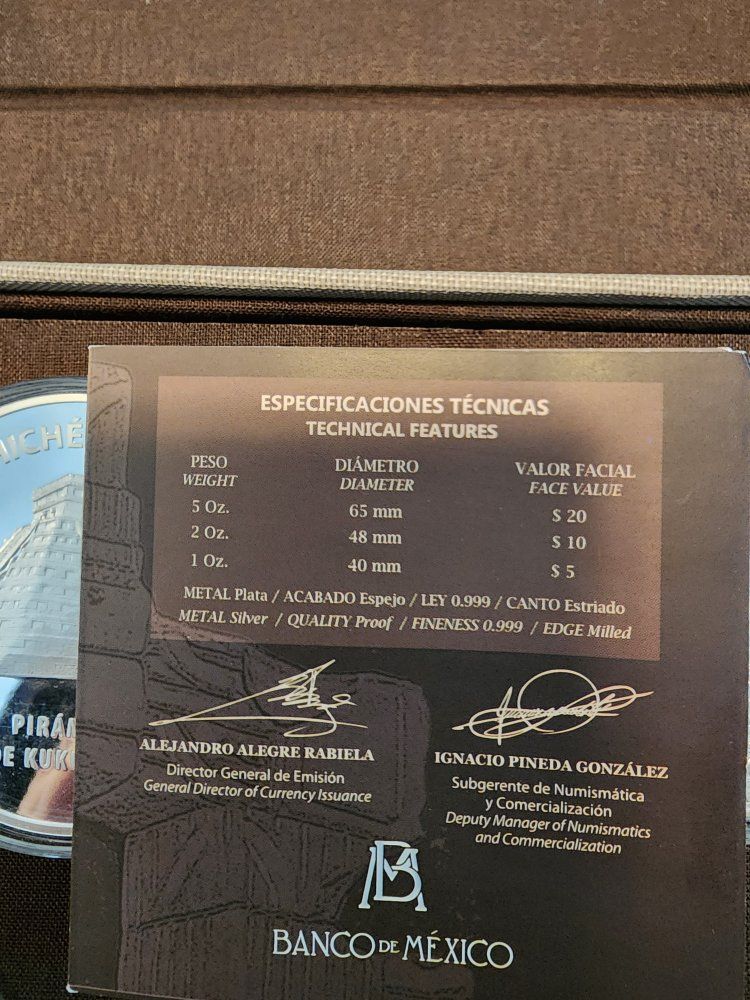 ESPECIFICACIONES TÉCNICAS
TECHNICAL FEATURES
PESO DIÁMETRO VALOR FACIAL
WEIGHT DIAMETER FACE VALUE
5 Oz. 65 mm $ 20
2 Oz. 48 mm $ 10
1 Oz. 40 mm $ 5
METAL Plata / ACABADO Espejo / LEY 0.999 / CANTO Estriado
METAL Silver / QUALITY Proof / FINENESS 0.999 / EDGE Milled
ALEJANDRO ALEGRE RABIELA
Director General de Emisión
General Director of Currency Issuance
IGNACIO PINEDA GONZÁLEZ
Subgerente de Numismática
y Comercialización
Deputy Manager of Numismatics
and Commercialization
BM
BANCO DE MÉXICO
ICHÉ
PIRÁM
DE KUK